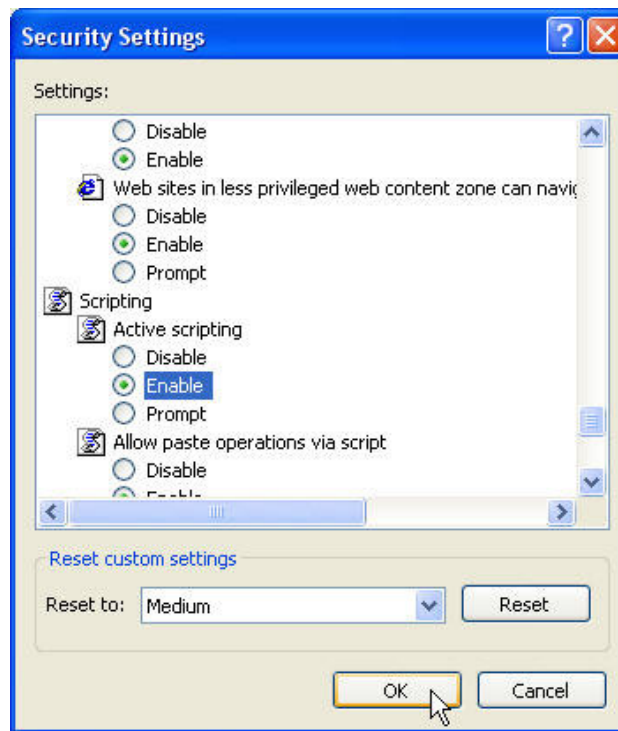 Security Settings
Settings:
Disable
Enable
Web sites in less privileged web content zone can navig
Disable
Enable
Prompt
Scripting
Active scripting
Disable
Enable
Prompt
Allow paste operations via script
Disable
Enable
Reset custom settings
Reset to: Medium Reset
OK Cancel